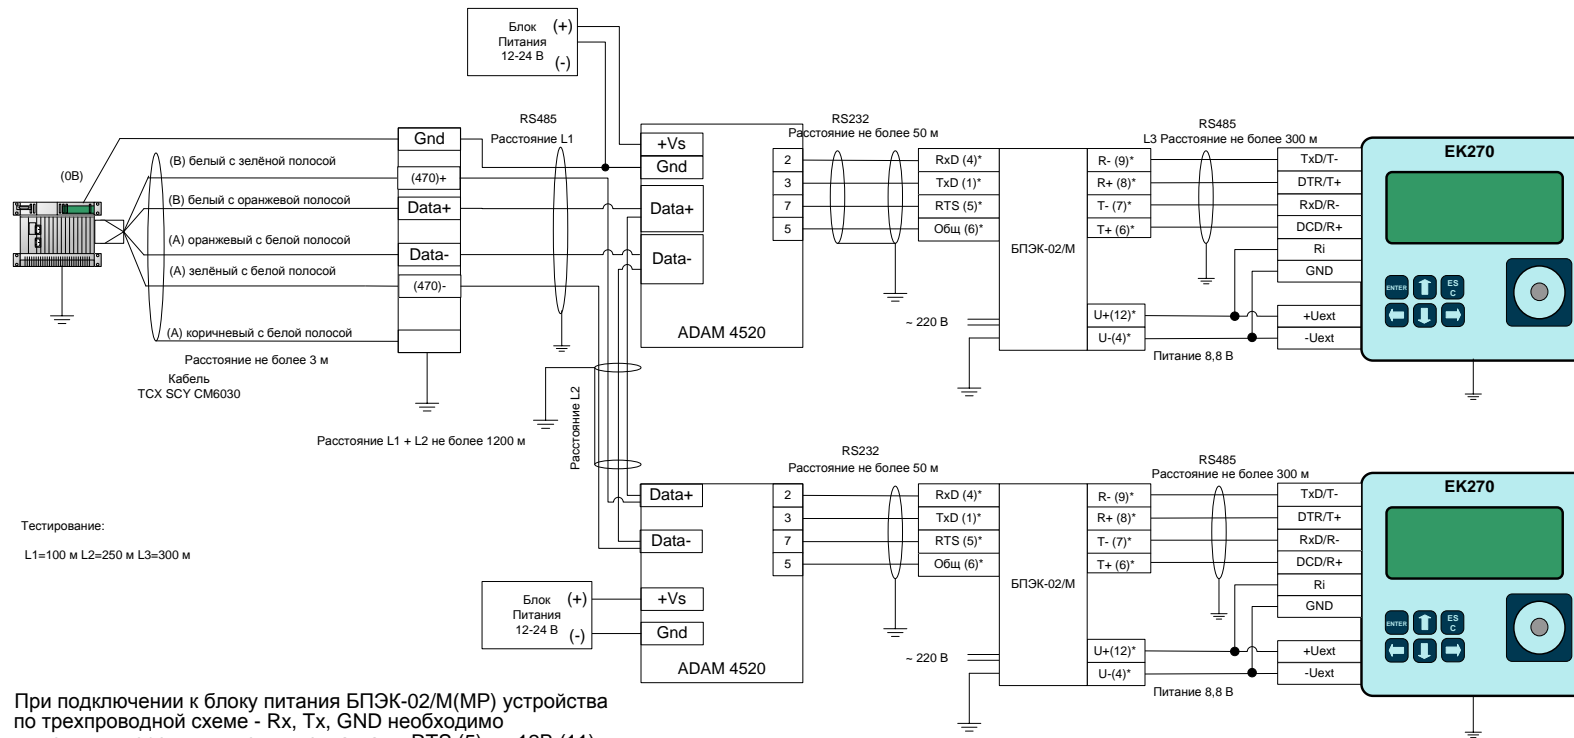 Блок (+)
Питания
12-24 В (-)
RS485
Расстояние L1
RS232
Расстояние не более 50 м
RS485
L3 Расстояние не более 300 м
(0В)
(В) белый с зелёной полосой
(В) белый с оранжевой полосой
(А) оранжевый с белой полосой
(А) зелёный с белой полосой
(А) коричневый с белой полосой
Расстояние не более 3 м
Кабель
TCX SCY CM6030
Gnd
(470)+
Data+
Data-
(470)-
+Vs
Gnd
Data+
Data-
ADAM 4520
2
3
7
5
RxD (4)*
TxD (1)*
RTS (5)*
Общ (6)*
БПЭК-02/М
~ 220 В
R- (9)*
R+ (8)*
T- (7)*
T+ (6)*
U+(12)*
U-(4)*
Питание 8,8 В
TxD/T-
DTR/T+
RxD/R-
DCD/R+
Ri
GND
+Uext
-Uext
EK270
ENTER
ES
C
Расстояние L2
Расстояние L1 + L2 не более 1200 м
RS232
Расстояние не более 50 м
RS485
Расстояние не более 300 м
Data+
Data-
+Vs
Gnd
ADAM 4520
Блок (+)
Питания
12-24 В (-)
2
3
7
5
RxD (4)*
TxD (1)*
RTS (5)*
Общ (6)*
БПЭК-02/М
~ 220 В
R- (9)*
R+ (8)*
T- (7)*
T+ (6)*
U+(12)*
U-(4)*
Питание 8,8 В
TxD/T-
DTR/T+
RxD/R-
DCD/R+
Ri
GND
+Uext
-Uext
EK270
ENTER
ES
C
Тестирование:
L1=100 м L2=250 м L3=300 м
При подключении к блоку питания БПЭК-02/М(МР) устройства
по трехпроводной схеме - Rx, Tx, GND необходимо
RTS (5)
12В (11)